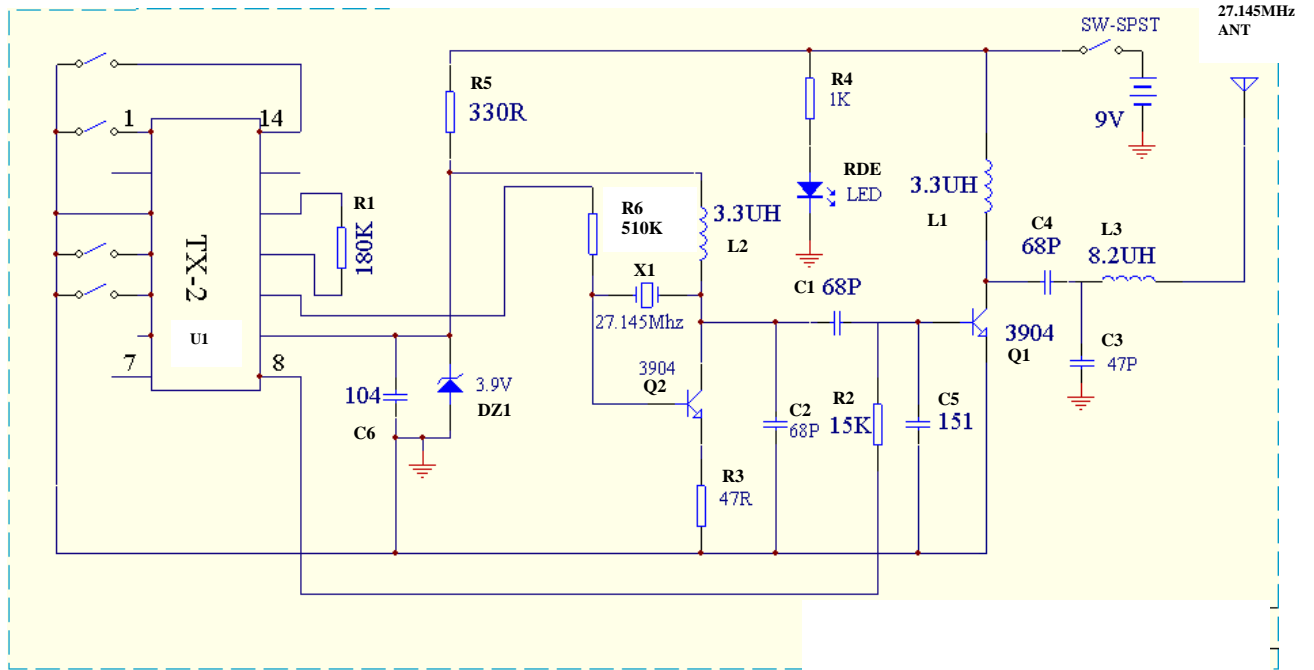 27.145MHz
ANT
SW-SPST
9V
R5
330R
R4
1K
RDE
LED
3.3UH
L1
C4
68P
L3
8.2UH
1
14
R1
180K
TX-2
U1
7
8
R6
510K
3.3UH
L2
X1
27.145Mhz
C1
68P
3904
Q1
C3
47P
3904
Q2
104
C6
3.9V
DZ1
C2
68P
R2
15K
C5
151
R3
47R